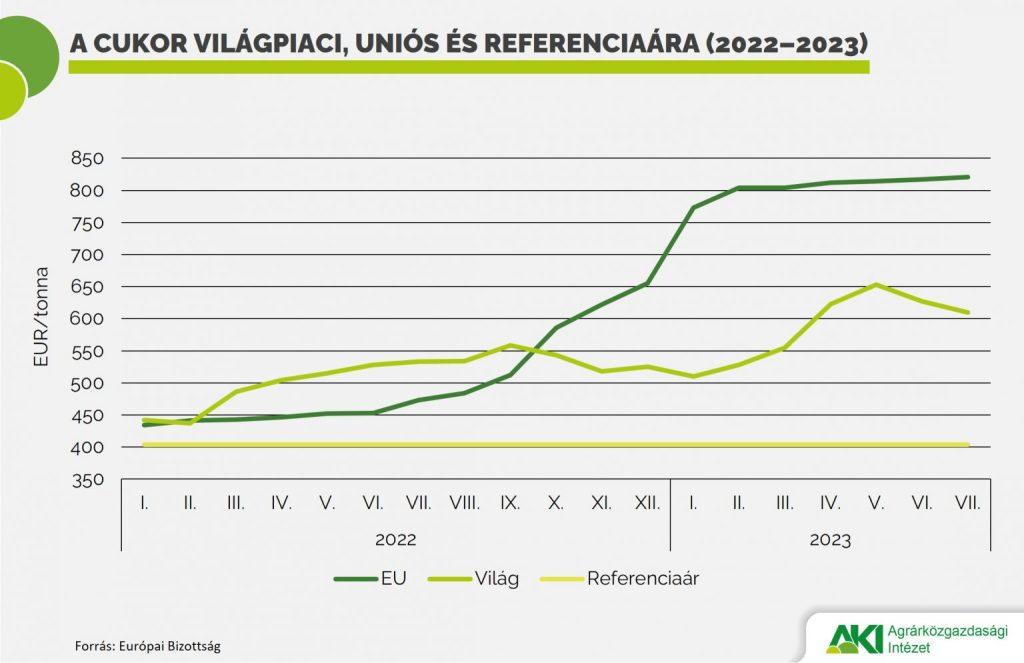 A CUKOR VILÁGPIACI, UNIÓS ÉS REFERENCIAÁRA (2022–2023)
850
800
750
700
650
600
550
500
450
400
350
EUR/tonna
I. II. III. IV. V. VI. VII. VIII. IX. X. XI. XII. I. II. III. IV. V. VI. VII.
2022 2023
EU Világ Referenciaár
Forrás: Európai Bizottság
AKI Agrárközgazdasági
Intézet